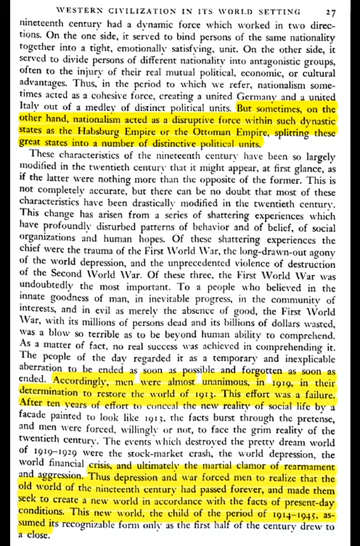 WESTERN CIVILIZATION IN ITS WORLD SETTING 27
nineteenth century had a dynamic force which worked in two direc-
tions. On the one side, it served to bind persons of the same nationality
together into a tight, emotionally satisfying, unit. On the other side, it
served to divide persons of different nationality into antagonistic groups,
often to the injury of their real mutual political, economic, or cultural
advantages. Thus, in the period to which we refer, nationalism some-
times acted as a cohesive force, creating a united Germany and a united
Italy out of a medley of distinct political units. But sometimes, on the
other hand, nationalism acted as a disruptive force within such dynastic
states as the Habsburg Empire or the Ottoman Empire, splitting these
great states into a number of distinctive political units.
These characteristics of the nineteenth century have been so largely
modified in the twentieth century that it might appear, at first glance, as
if the latter were nothing more than the opposite of the former. This is
not completely accurate, but there can be no doubt that most of these
characteristics have been drastically modified in the twentieth century.
This change has arisen from a series of shattering experiences which
have profoundly disturbed patterns of behavior and of belief, of social
organizations and human hopes. Of these shattering experiences the
chief were the trauma of the First World War, the long-drawn-out agony
of the world depression, and the unprecedented violence of destruction
of the Second World War. Of these three, the First World War was
undoubtedly the most important. To a people who believed in the
innate goodness of man, in inevitable progress, in the community of
interests, and in evil as merely the absence of good, the First World
War, with its millions of persons dead and its billions of dollars wasted,
was a blow so terrible as to be beyond human ability to comprehend.
As a matter of fact, no real success was achieved in comprehending it.
The people of the day regarded it as a temporary and inexplicable
aberration to be ended as soon as possible and forgotten as soon as
ended. Accordingly, men were almost unanimous, in 1919, in their
determination to restore the world of 1913. This effort was a failure.
After ten years of effort to conceal the new reality of social life by a
facade painted to look like 1913, the facts burst through the pretense,
and men were forced, willingly or not, to face the grim reality of the
twentieth century. The events which destroyed the pretty dream world
of 1919-1929 were the stock-market crash, the world depression, the
world financial crisis, and ultimately the martial clamor of rearmament
and aggression. Thus depression and war forced men to realize that the
old world of the nineteenth century had passed forever, and made them
seek to create a new world in accordance with the facts of present-day
conditions. This new world, the child of the period of 1914-1945, as-
sumed its recognizable form only as the first half of the century drew to
a close.